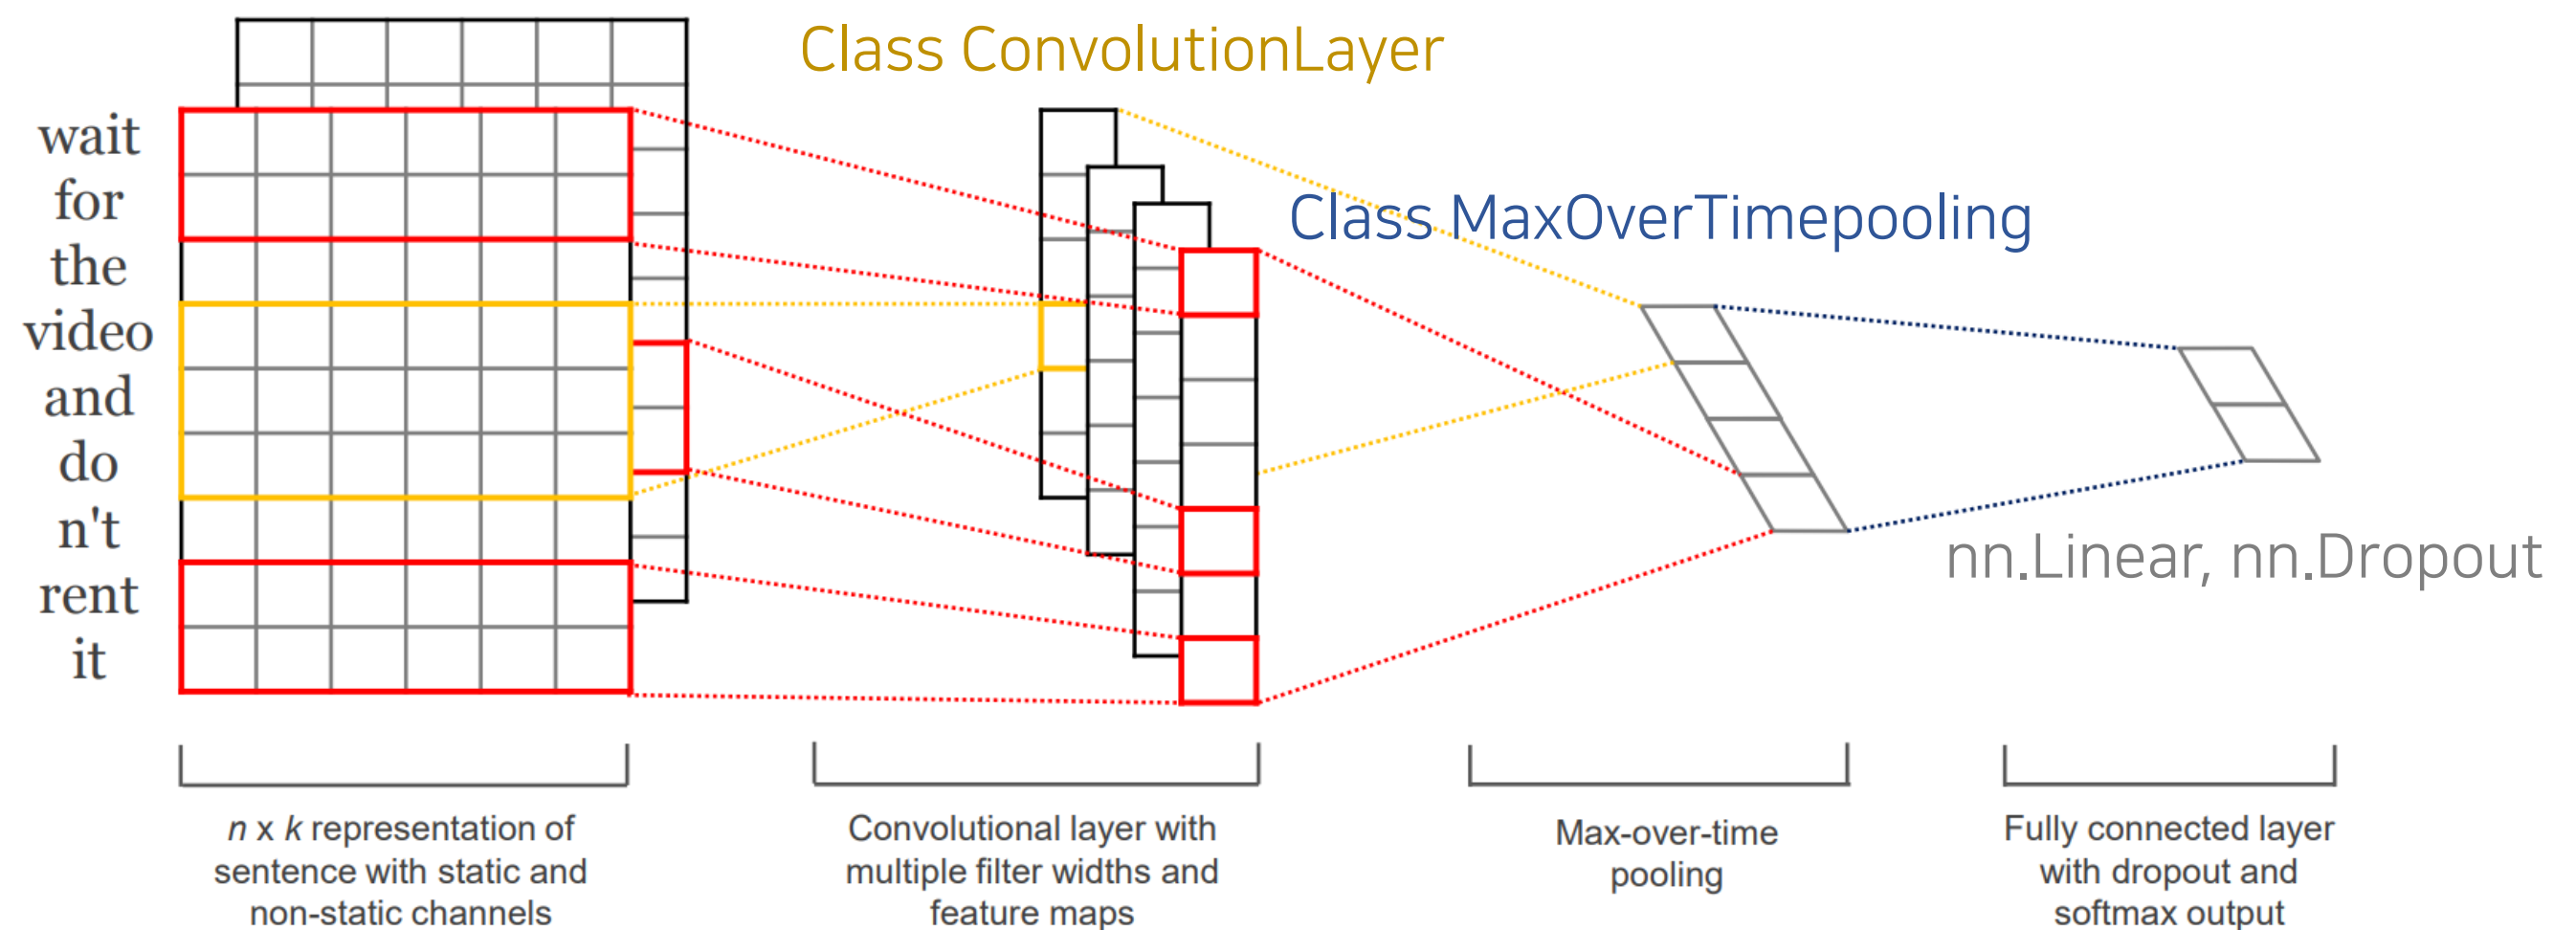 Class ConvolutionLayer
Class MaxOverTimepooling
wait
for
the
video
and
do
n't
rent
it
nn.Linear, nn.Dropout
n x k representation of
sentence with static and
non-static channels
Convolutional layer with
multiple filter widths and
feature maps
Max-over-time
pooling
Fully connected layer
with dropout and
softmax output